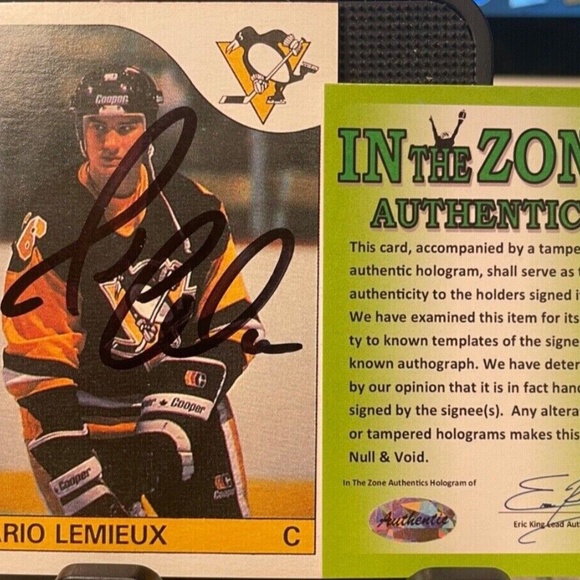 Cooper
Cooper
Cooper
ARIO LEMIEUX C
IN THE ZON
AUTHENTIC
This card, accompanied by a tampe
authentic hologram, shall serve as t
authenticity to the holders signed i
We have examined this item for its
ty to known templates of the signe
known authograph. We have deter
by our opinion that it is in fact hand
signed by the signee(s). Any altera
or tampered holograms makes this
Null & Void.
In The Zone Authentics Hologram of
Authentic
Eric King Lead Aut